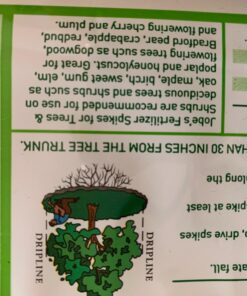 ate fall.
, drive spikes
pike at least
long the
HAN 30 INCHES FROM THE TREE TRUNK.
DRIPLINE
DRIPLINE
Jobe's Fertilizer Spikes for Trees &
Shrubs are recommended for use on
deciduous trees and shrubs such as
oak, maple, birch, sweet gum, elm,
poplar and honeylocust. Great for
flowering trees such as dogwood,
Bradford pear, crabapple, redbud,
and flowering cherry and plum.